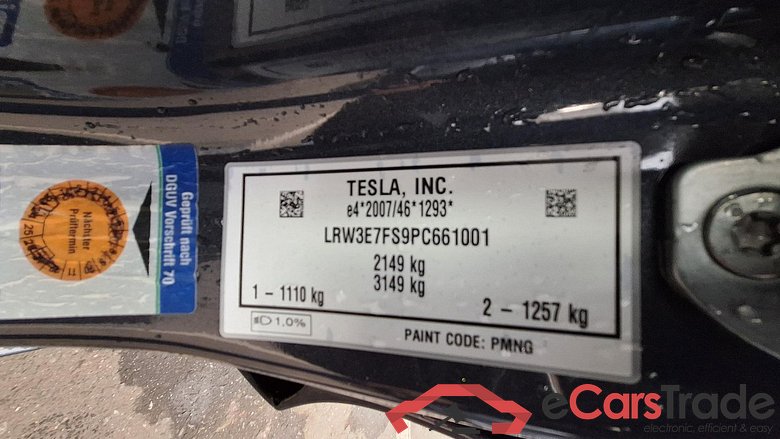 Geprüft nach
DGUV Vorschrift 70
Nächster
Prüftermin
TESLA, INC.
e4*2007/46*1293*
LRW3E7FS9PC661001
2149 kg
3149 kg
1 - 1110 kg
2 - 1257 kg
1.0%
PAINT CODE: PMNG
eCarsTrade
electronic, efficient & easy